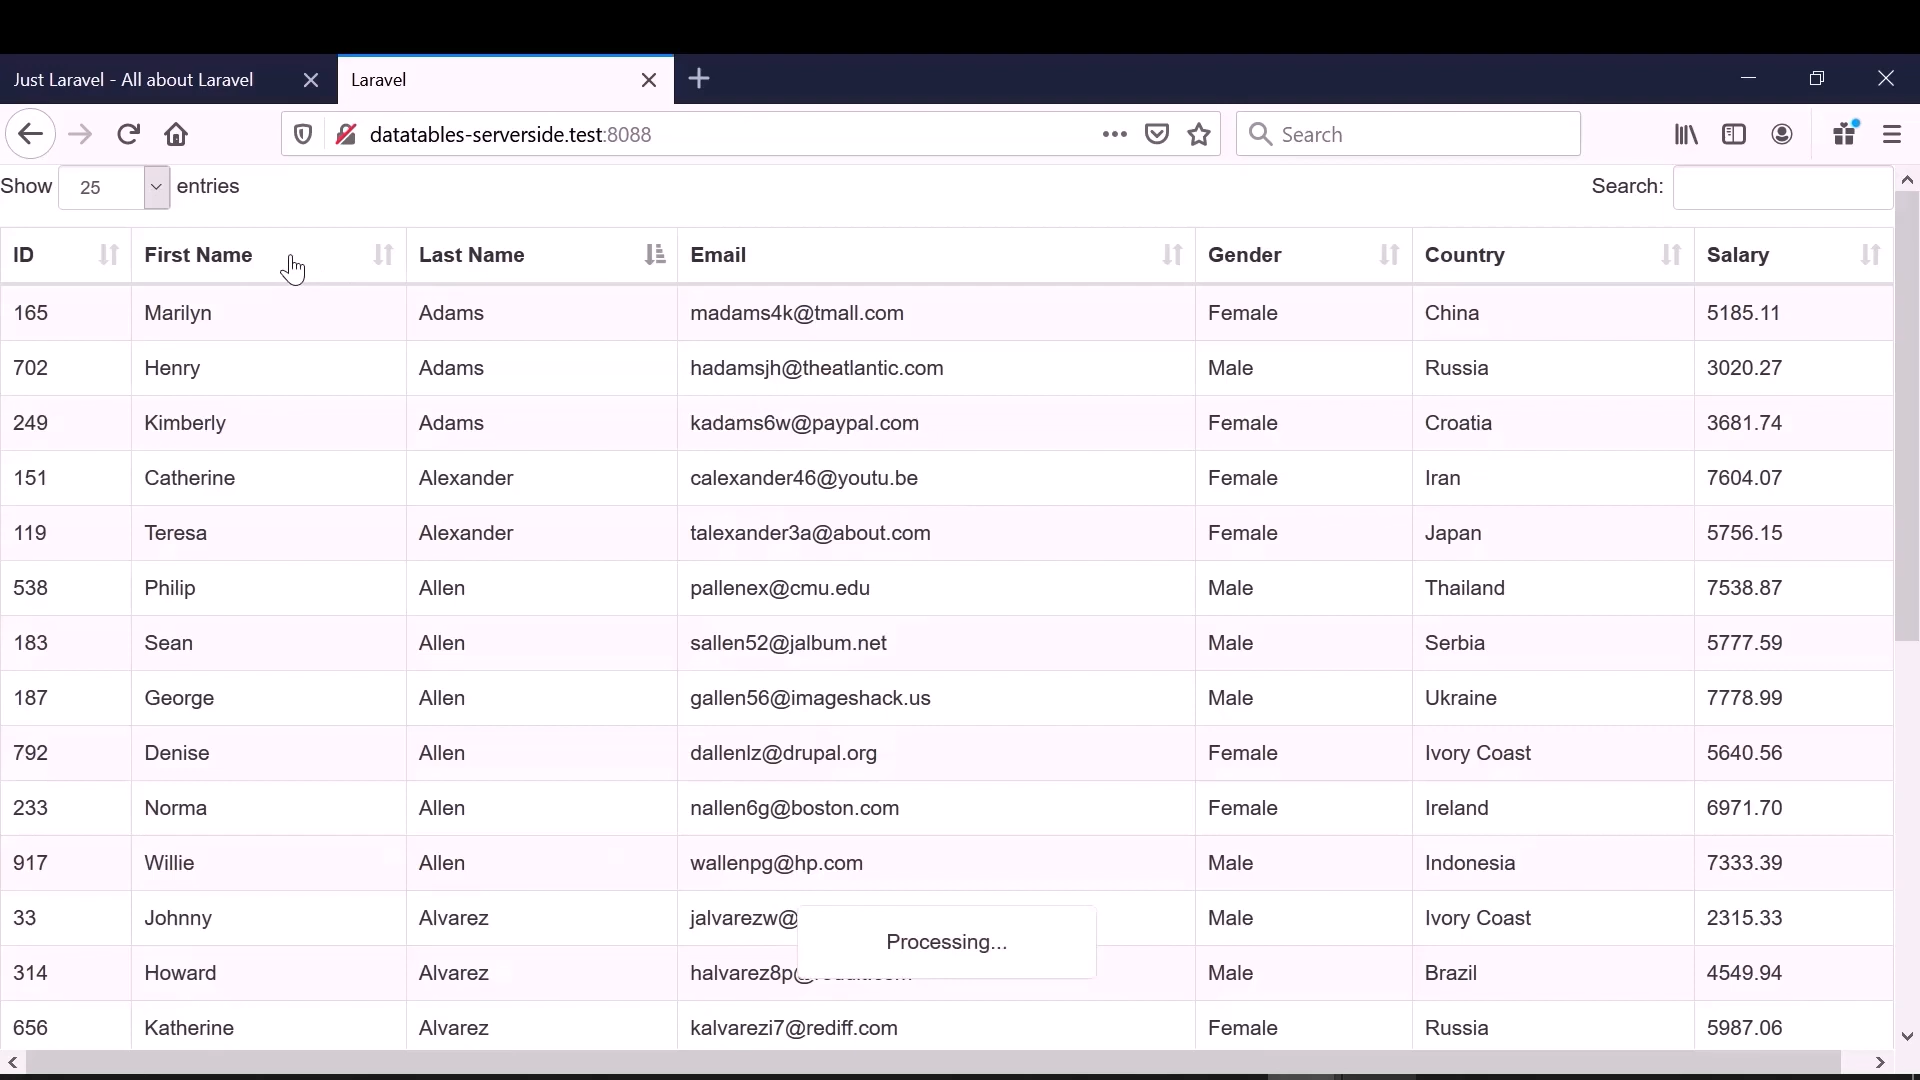 Just Laravel - All about Laravel
Laravel
datatables-serverside.test:8088
Search
Show 25 entries
Search:
ID First Name Last Name Email Gender Country Salary
165 Marilyn Adams madams4k@tmall.com Female China 5185.11
702 Henry Adams hadamsjh@theatlantic.com Male Russia 3020.27
249 Kimberly Adams kadams6w@paypal.com Female Croatia 3681.74
151 Catherine Alexander calexander46@youtu.be Female Iran 7604.07
119 Teresa Alexander talexander3a@about.com Female Japan 5756.15
538 Philip Allen pallenex@cmu.edu Male Thailand 7538.87
183 Sean Allen sallen52@jalbum.net Male Serbia 5777.59
187 George Allen gallen56@imageshack.us Male Ukraine 7778.99
792 Denise Allen dallenlz@drupal.org Female Ivory Coast 5640.56
233 Norma Allen nallen6g@boston.com Female Ireland 6971.70
917 Willie Allen wallenpg@hp.com Male Indonesia 7333.39
33 Johnny Alvarez jalvarezw@ Male Ivory Coast 2315.33
Processing...
314 Howard Alvarez halvarez8p@ Male Brazil 4549.94
656 Katherine Alvarez kalvarezi7@rediff.com Female Russia 5987.06